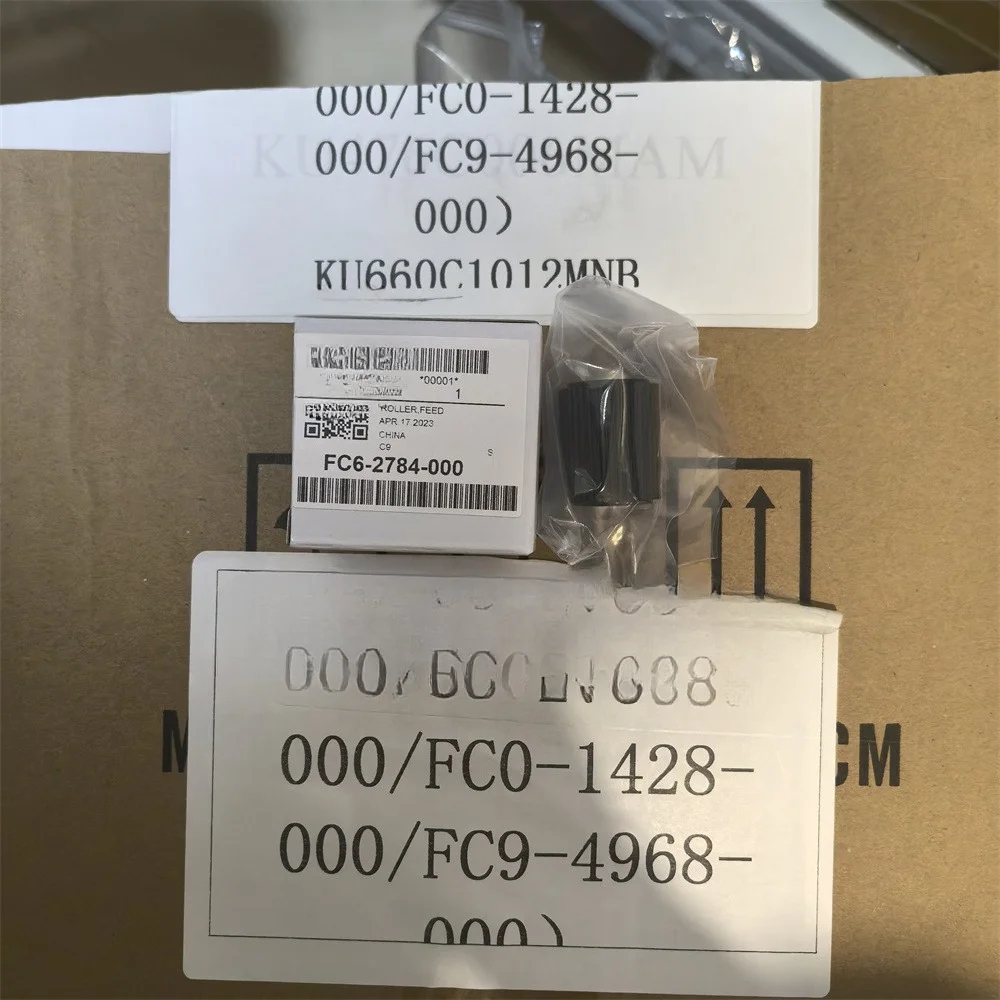 000/FC0-1428-
000/FC9-4968-
000)
KU660C1012MNB
*00001*
1
ROLLER,FEED
APR 17 2023
CHINA
C9
S
FC6-2784-000
000/FC0-1428-
000/FC9-4968-
000)
CM